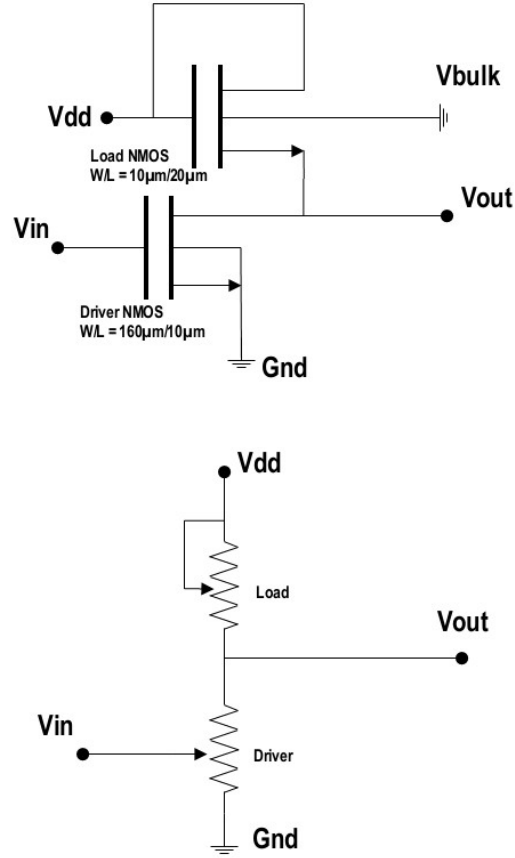 Vbulk
Vdd
Load NMOS
W/L = 10µm/20µm
Vout
Vin
Driver NMOS
W/L = 160µm/10µm
Gnd
Vdd
Load
Vout
Vin
Driver
Gnd